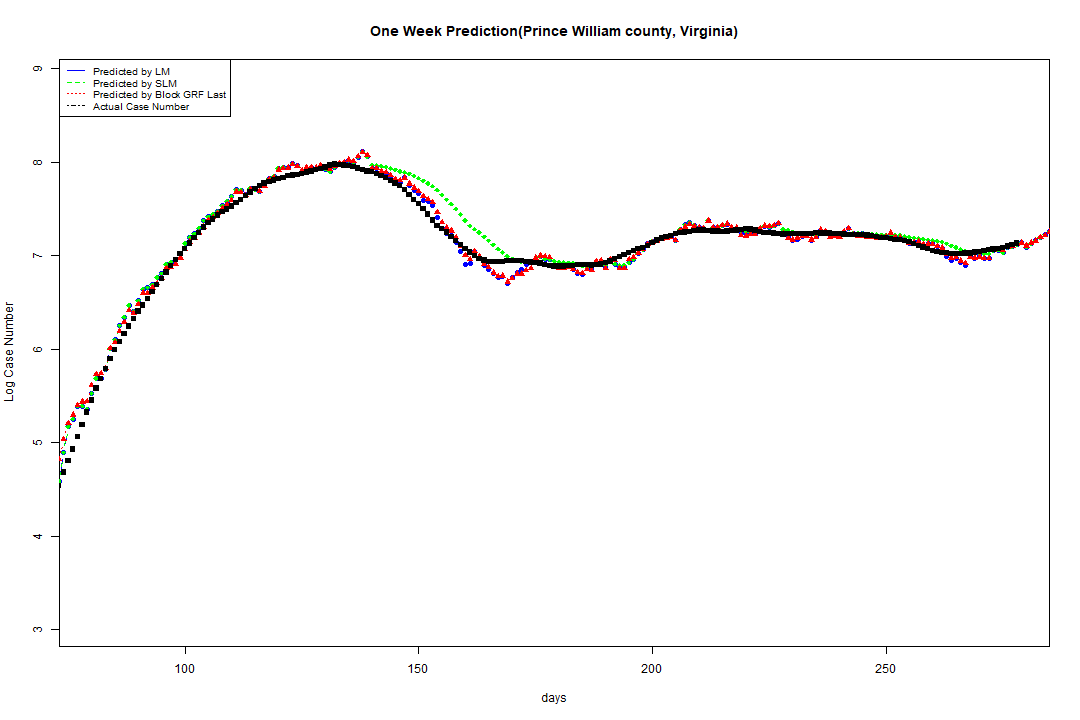 One Week Prediction(Prince William county, Virginia)
Predicted by LM
Predicted by SLM
Predicted by Block GRF Last
Actual Case Number
9
8
7
6
5
4
3
Log Case Number
100
150
200
250
days